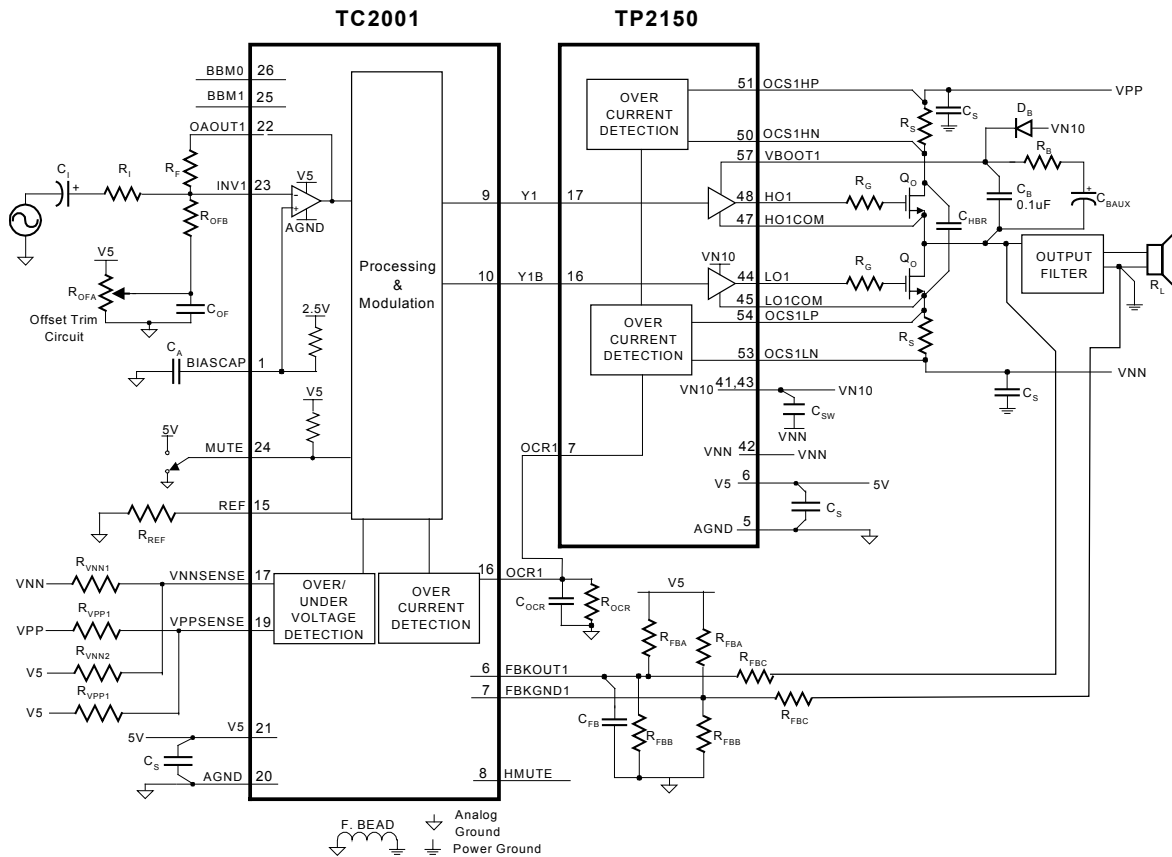 TC2001
TP2150
BBM0 26
BBM1 25
OAOUT1 22
C_I
R_I
R_F
INV1 23
V5
AGND
R_OFB
V5
R_OFA
C_OF
Offset Trim
Circuit
2.5V
C_A
BIASCAP 1
V5
5V
MUTE 24
REF 15
R_REF
Processing
&
Modulation
VNN
R_VNN1
VNNSENSE 17
VPP
R_VPP1
VPPSENSE 19
V5
R_VNN2
V5
R_VPP1
OVER/
UNDER
VOLTAGE
DETECTION
OVER
CURRENT
DETECTION
5V
V5 21
C_S
AGND 20
9 Y1 17
10 Y1B 16
16 OCR1
OCR1 7
C_OCR
R_OCR
6 FBKOUT1
7 FBKGND1
8 HMUTE
V5
R_FBA
R_FBA
R_FBC
R_FBC
C_FB
R_FBB
R_FBB
OVER
CURRENT
DETECTION
OVER
CURRENT
DETECTION
VN10
51 OCS1HP
50 OCS1HN
57 VBOOT1
48 HO1
47 HO1COM
44 LO1
45 LO1COM
54 OCS1LP
53 OCS1LN
VN10 41,43 VN10
C_SW
VNN
VNN 42 VNN
V5 6 5V
C_S
AGND 5
VPP
C_S
R_S
D_B
VN10
R_B
C_B
0.1uF
C_BAUX
+
R_G
Q_O
C_HBR
R_G
Q_O
R_S
OUTPUT
FILTER
R_L
VNN
C_S
F. BEAD
Analog
Ground
Power Ground